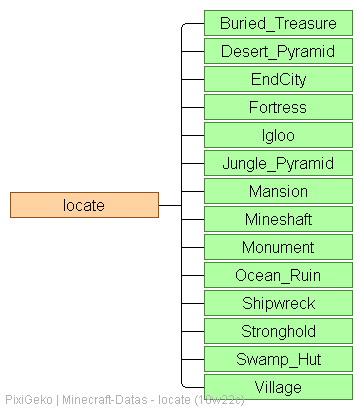 Buried_Treasure
Desert_Pyramid
EndCity
Fortress
Igloo
Jungle_Pyramid
Mansion
locate
Mineshaft
Monument
Ocean_Ruin
Shipwreck
Stronghold
Swamp_Hut
Village
PixiGeko | Minecraft-Datas - locate (10w22c)